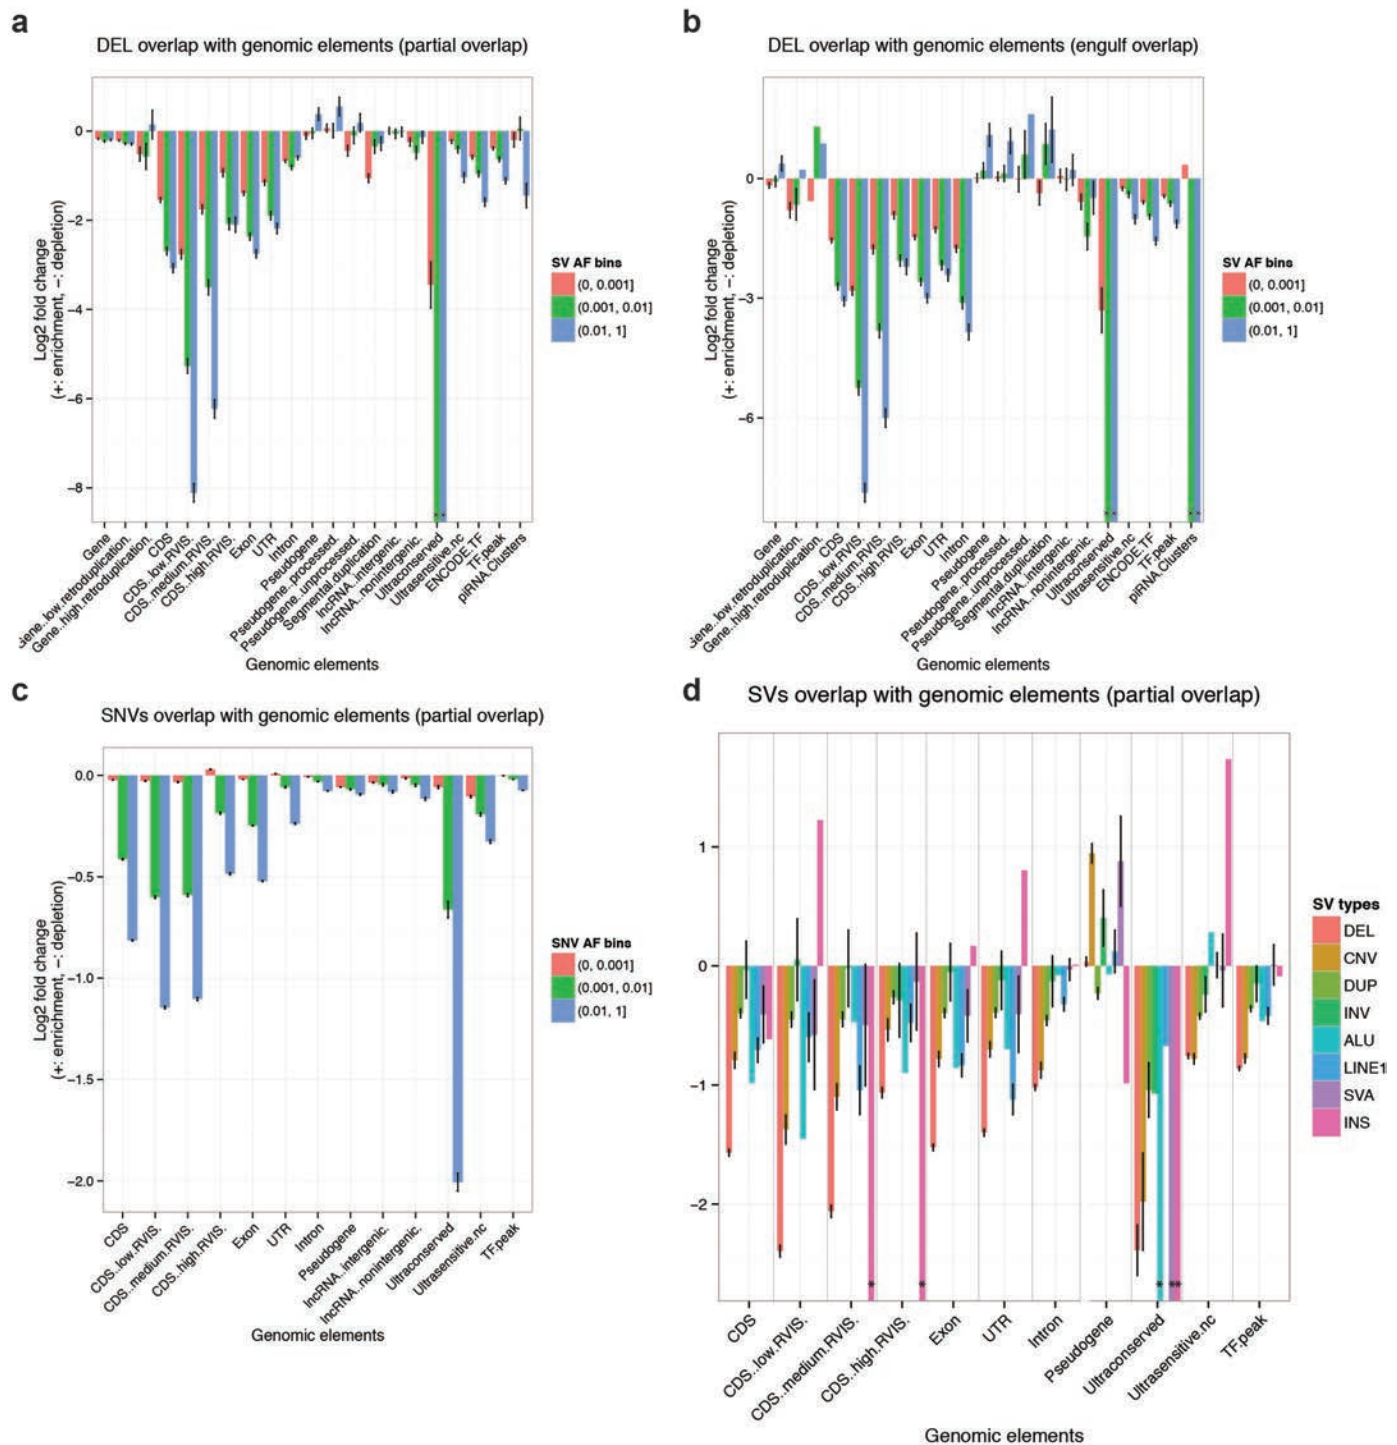 a
DEL overlap with genomic elements (partial overlap)
0
−2
−4
−6
−8
Log2 fold change
(+: enrichment, −: depletion)
Gene
Gene..low.retroduplication.
Gene..high.retroduplication.
CDS
CDS..low.RVIS.
CDS..medium.RVIS.
CDS..high.RVIS.
Exon
UTR
Intron
Pseudogene
Pseudogene..processed.
Pseudogene..unprocessed.
Segmental.duplication
lncRNA..intergenic.
lncRNA..nonintergenic.
Ultraconserved
Ultrasensitive.nc
ENCODE.TF
TF.peak
piRNA.Clusters
Genomic elements
SV AF bins
(0, 0.001]
(0.001, 0.01]
(0.01, 1]
b
DEL overlap with genomic elements (engulf overlap)
0
−3
−6
Log2 fold change
(+: enrichment, −: depletion)
Gene
Gene..low.retroduplication.
Gene..high.retroduplication.
CDS
CDS..low.RVIS.
CDS..medium.RVIS.
CDS..high.RVIS.
Exon
UTR
Intron
Pseudogene
Pseudogene..processed.
Pseudogene..unprocessed.
Segmental.duplication
lncRNA..intergenic.
lncRNA..nonintergenic.
Ultraconserved
Ultrasensitive.nc
ENCODE.TF
TF.peak
piRNA.Clusters
Genomic elements
SV AF bins
(0, 0.001]
(0.001, 0.01]
(0.01, 1]
c
SNVs overlap with genomic elements (partial overlap)
0.0
−0.5
−1.0
−1.5
−2.0
Log2 fold change
(+: enrichment, −: depletion)
CDS
CDS..low.RVIS.
CDS..medium.RVIS.
CDS..high.RVIS.
Exon
UTR
Intron
Pseudogene
lncRNA..intergenic.
lncRNA..nonintergenic.
Ultraconserved
Ultrasensitive.nc
TF.peak
Genomic elements
SNV AF bins
(0, 0.001]
(0.001, 0.01]
(0.01, 1]
d
SVs overlap with genomic elements (partial overlap)
1
0
−1
−2
* * * **
CDS
CDS..low.RVIS.
CDS..medium.RVIS.
CDS..high.RVIS.
Exon
UTR
Intron
Pseudogene
Ultraconserved
Ultrasensitive.nc
TF.peak
Genomic elements
SV types
DEL
CNV
DUP
INV
ALU
LINE1
SVA
INS